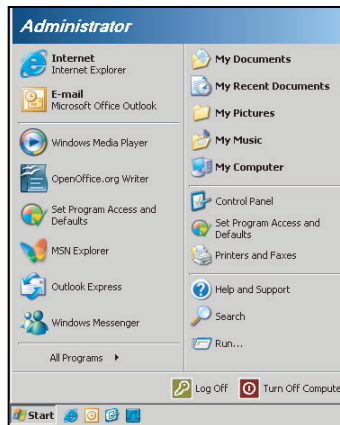 Administrator
Internet
Internet Explorer
E-mail
Microsoft Office Outlook
Windows Media Player
OpenOffice.org Writer
Set Program Access and
Defaults
MSN Explorer
Outlook Express
Windows Messenger
All Programs
My Documents
My Recent Documents
My Pictures
My Music
My Computer
Control Panel
Set Program Access and
Defaults
Printers and Faxes
Help and Support
Search
Run...
Log Off
Turn Off Compute
Start